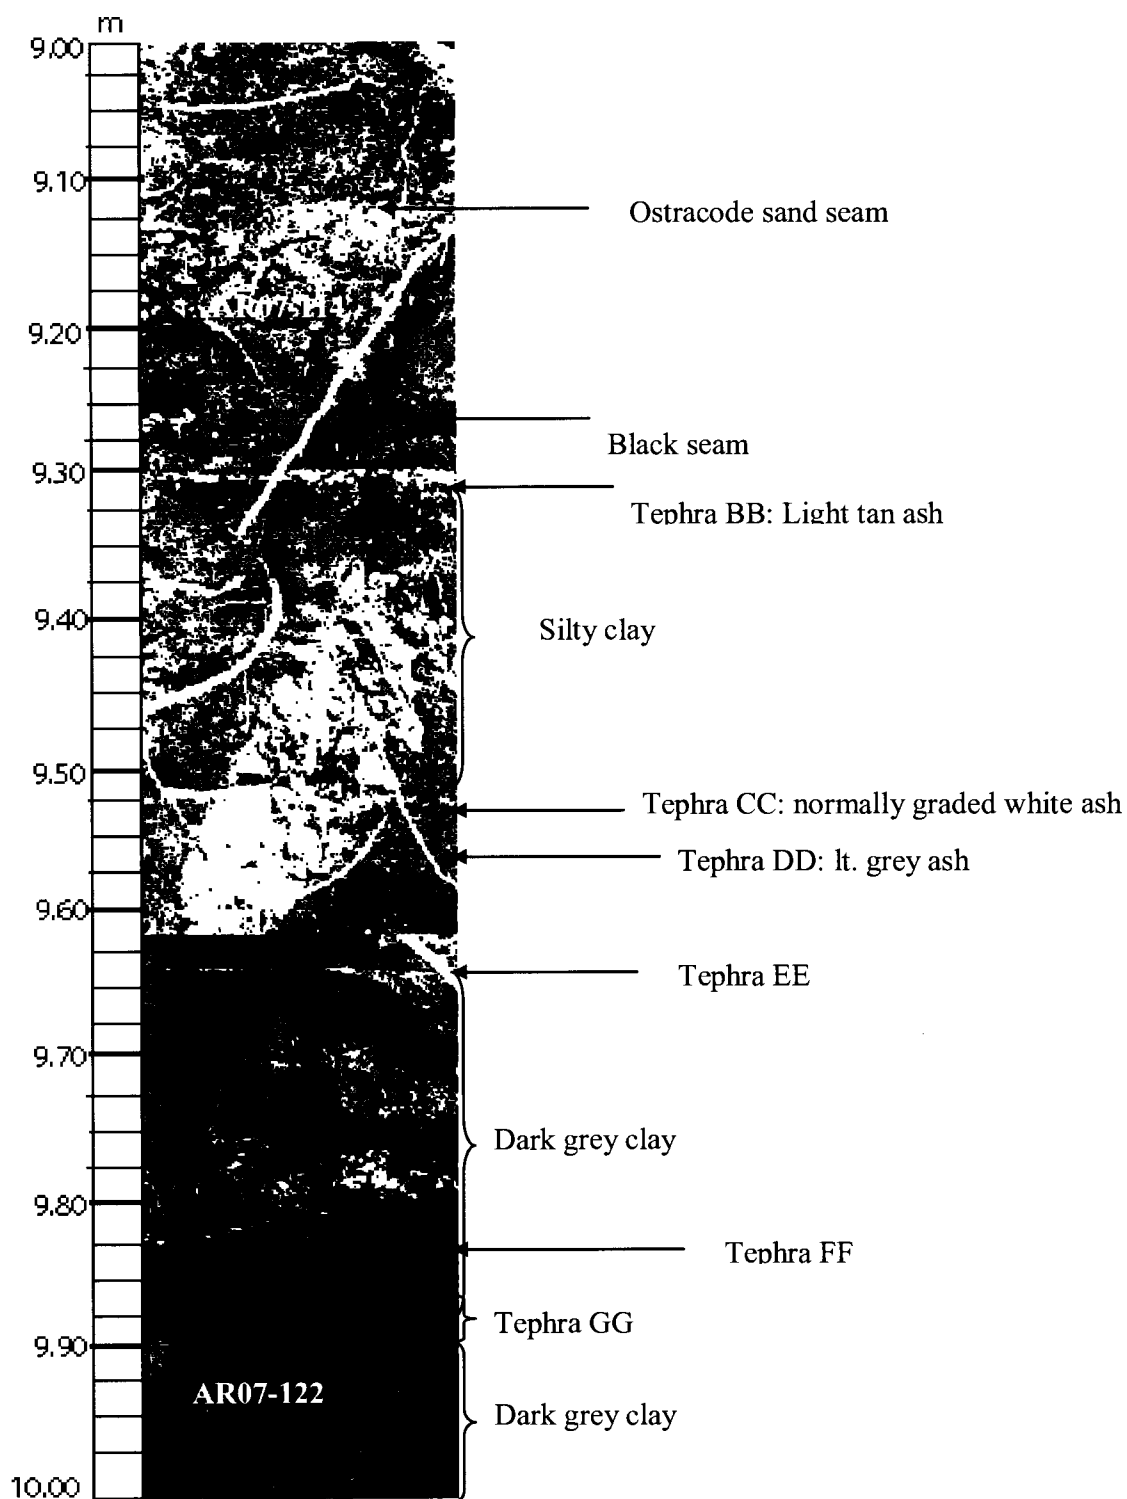 m
9.00
9.10
Ostracode sand seam
AR07-114
9.20
Black seam
9.30
Tephra BB: Light tan ash
9.40
Silty clay
9.50
Tephra CC: normally graded white ash
Tephra DD: lt. grey ash
9.60
Tephra EE
9.70
Dark grey clay
9.80
Tephra FF
Tephra GG
9.90
AR07-122
Dark grey clay
10.00